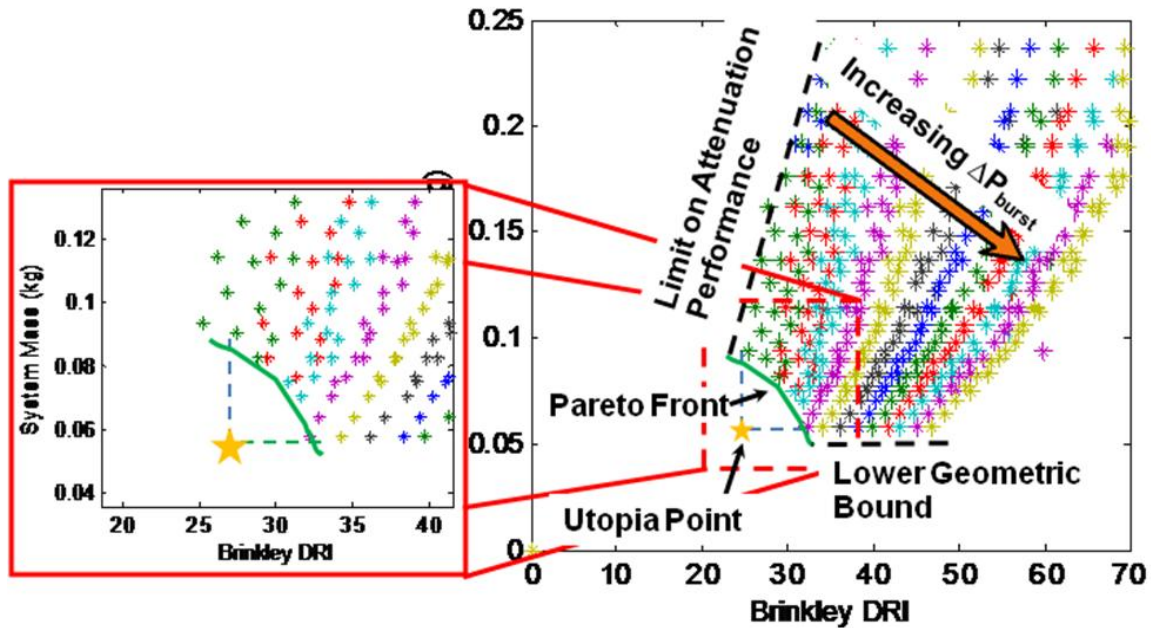 0.12
0.1
0.08
0.06
0.04
System Mass (kg)
20 25 30 35 40
Brinkley DRI
0.25
0.2
0.15
0.1
0.05
0
0 10 20 30 40 50 60 70
Brinkley DRI
Limit on Attenuation
Performance
Increasing ΔPburst
Pareto Front
Utopia Point
Lower Geometric
Bound